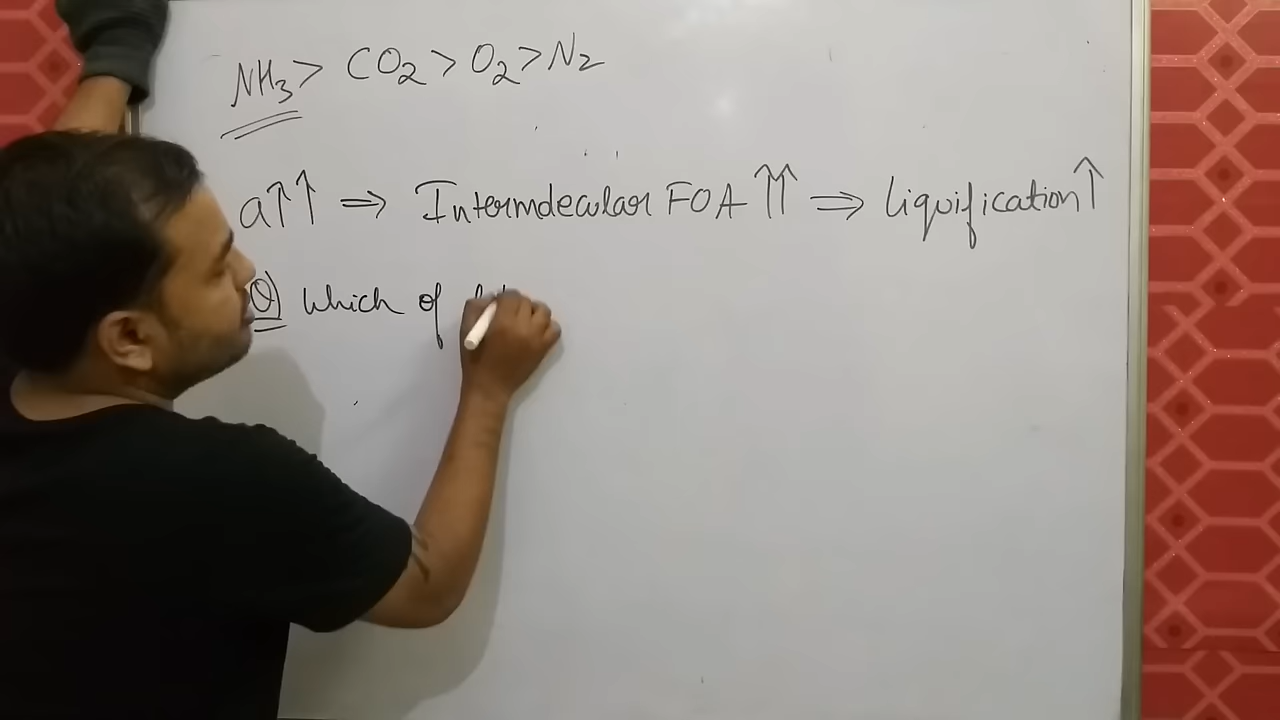 NH3 > CO2 > O2 > N2
a↑↑ ⇒ Intermdecular FOA ↑↑ ⇒ liquification↑
Q) Which of